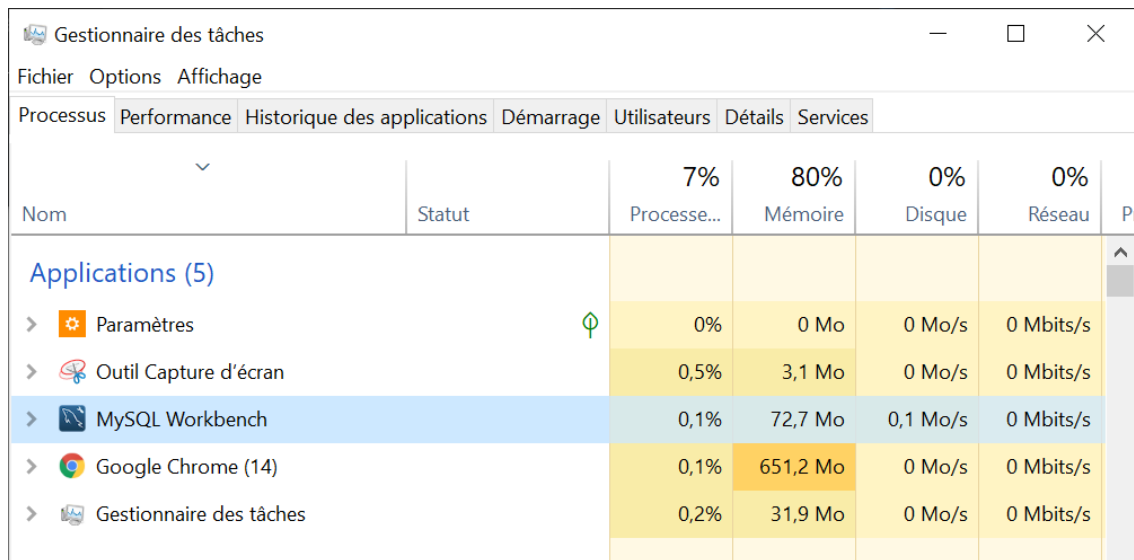 Gestionnaire des tâches
Fichier Options Affichage
Processus Performance Historique des applications Démarrage Utilisateurs Détails Services
7% 80% 0% 0%
Nom Statut Processe... Mémoire Disque Réseau P
Applications (5)
Paramètres 0% 0 Mo 0 Mo/s 0 Mbits/s
Outil Capture d'écran 0,5% 3,1 Mo 0 Mo/s 0 Mbits/s
MySQL Workbench 0,1% 72,7 Mo 0,1 Mo/s 0 Mbits/s
Google Chrome (14) 0,1% 651,2 Mo 0 Mo/s 0 Mbits/s
Gestionnaire des tâches 0,2% 31,9 Mo 0 Mo/s 0 Mbits/s